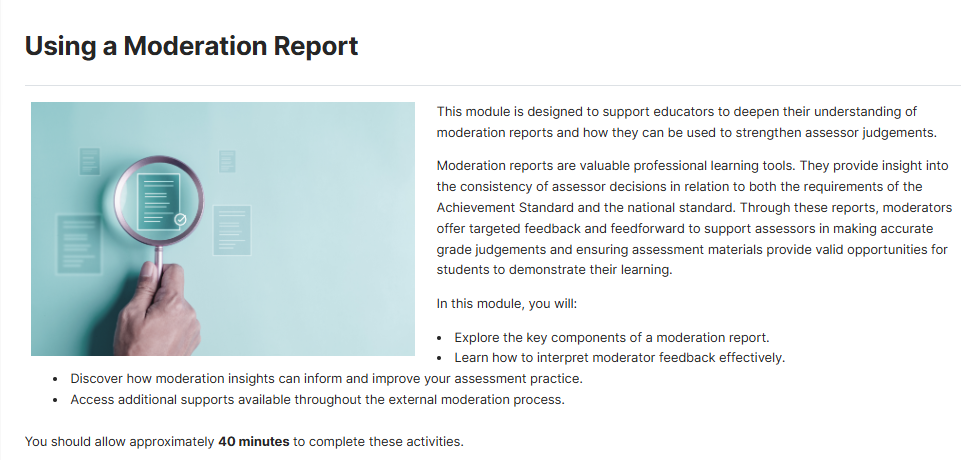 Using a Moderation Report
This module is designed to support educators to deepen their understanding of
moderation reports and how they can be used to strengthen assessor judgements.
Moderation reports are valuable professional learning tools. They provide insight into
the consistency of assessor decisions in relation to both the requirements of the
Achievement Standard and the national standard. Through these reports, moderators
offer targeted feedback and feedforward to support assessors in making accurate
grade judgements and ensuring assessment materials provide valid opportunities for
students to demonstrate their learning.
In this module, you will:
• Explore the key components of a moderation report.
• Learn how to interpret moderator feedback effectively.
• Discover how moderation insights can inform and improve your assessment practice.
• Access additional supports available throughout the external moderation process.
You should allow approximately 40 minutes to complete these activities.